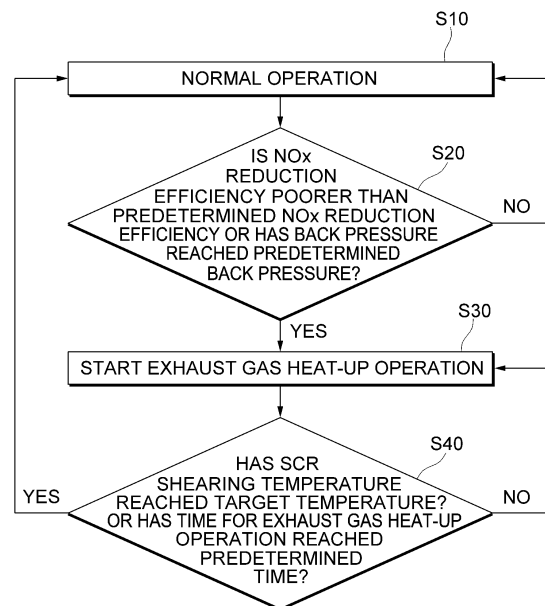 S10
NORMAL OPERATION
S20
IS NOx
REDUCTION
EFFICIENCY POORER THAN
PREDETERMINED NOx REDUCTION
EFFICIENCY OR HAS BACK PRESSURE
REACHED PREDETERMINED
BACK PRESSURE?
NO
YES
S30
START EXHAUST GAS HEAT-UP OPERATION
S40
HAS SCR
SHEARING TEMPERATURE
REACHED TARGET TEMPERATURE?
OR HAS TIME FOR EXHAUST GAS HEAT-UP
OPERATION REACHED
PREDETERMINED
TIME?
YES
NO